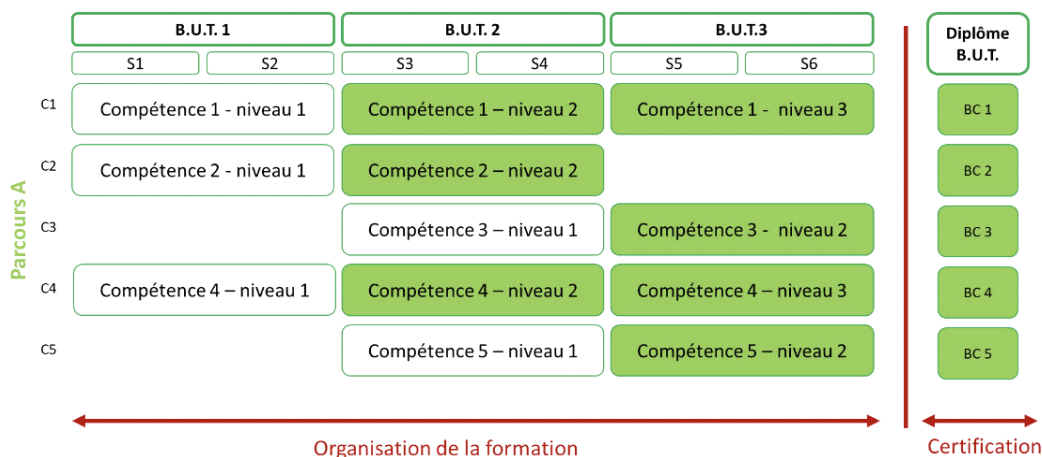 B.U.T. 1
B.U.T. 2
B.U.T.3
Diplôme
B.U.T.
S1
S2
S3
S4
S5
S6
Parcours A
C1
Compétence 1 - niveau 1
Compétence 1 – niveau 2
Compétence 1 - niveau 3
BC 1
C2
Compétence 2 - niveau 1
Compétence 2 – niveau 2
BC 2
C3
Compétence 3 – niveau 1
Compétence 3 - niveau 2
BC 3
C4
Compétence 4 – niveau 1
Compétence 4 – niveau 2
Compétence 4 – niveau 3
BC 4
C5
Compétence 5 – niveau 1
Compétence 5 – niveau 2
BC 5
Organisation de la formation
Certification